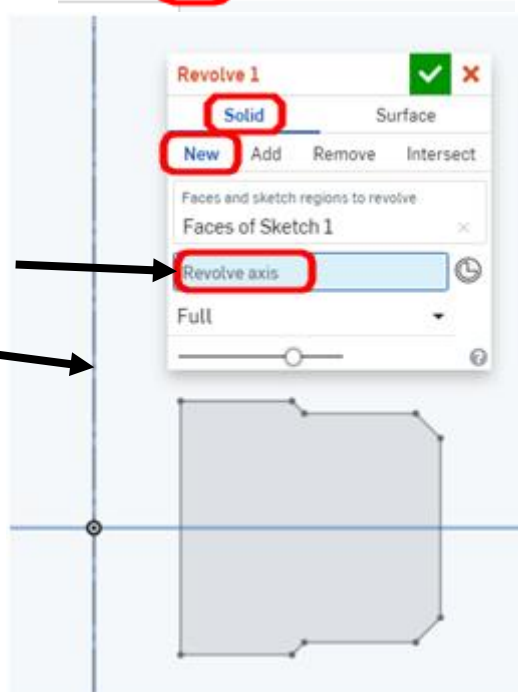 Revolve 1
Solid Surface
New Add Remove Intersect
Faces and sketch regions to revolve
Faces of Sketch 1
Revolve axis
Full